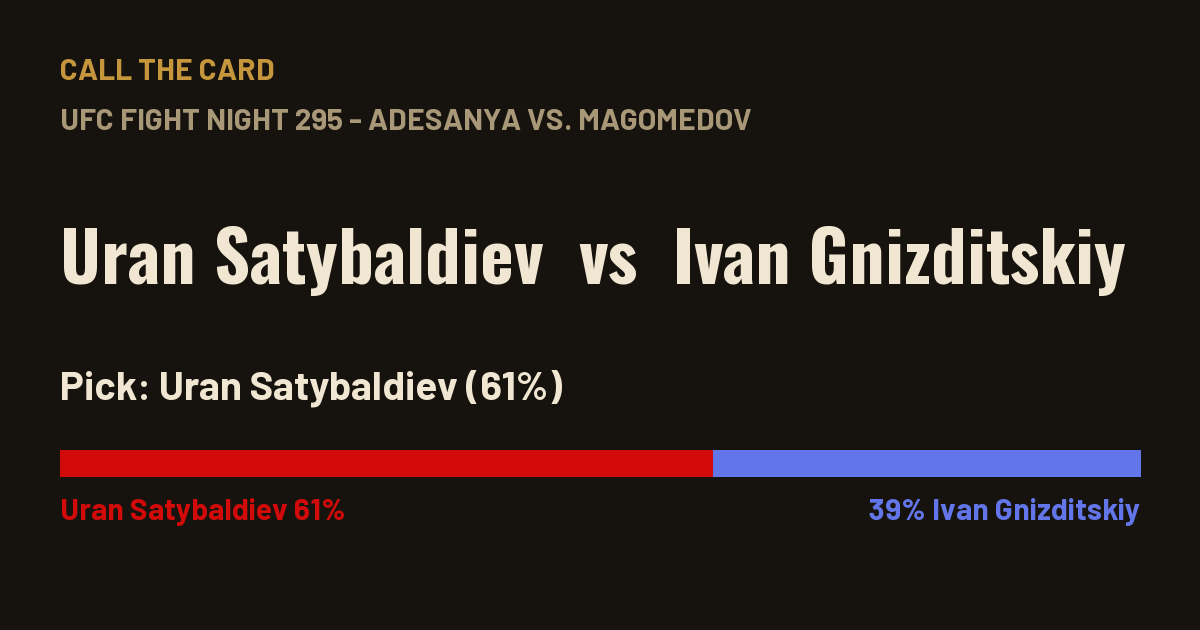 CALL THE CARD
UFC FIGHT NIGHT 295 - ADESANYA VS. MAGOMEDOV
Uran Satybaldiev vs Ivan Gnizditskiy
Pick: Uran Satybaldiev (61%)
Uran Satybaldiev 61%
39% Ivan Gnizditskiy